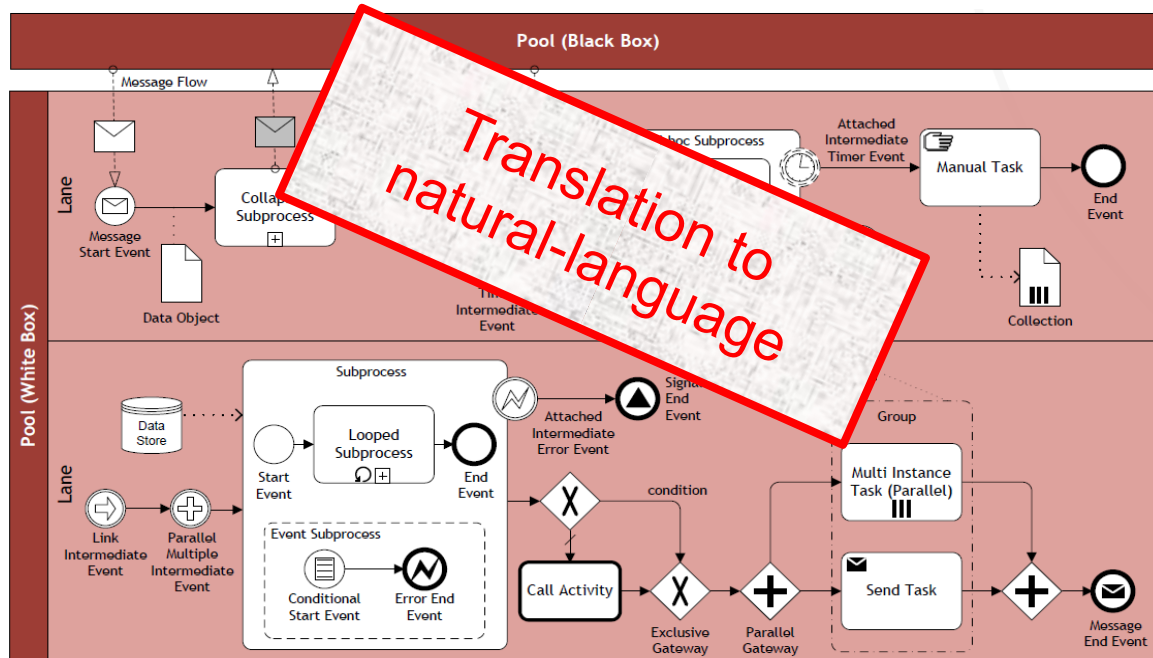 Pool (Black Box)
Message Flow
Pool (White Box)
Lane
Message
Start Event
Data Object
Subprocess
Translation to
natural-language
Subprocess
Attached
Intermediate
Timer Event
Manual Task
End
Event
Collection
Intermediate
Event
Lane
Data
Store
Link
Intermediate
Event
Parallel
Multiple
Intermediate
Event
Subprocess
Start
Event
Looped
Subprocess
End
Event
Event Subprocess
Conditional
Start Event
Error End
Event
Attached
Intermediate
Error Event
End
Event
condition
Call Activity
Exclusive
Gateway
Parallel
Gateway
Group
Multi Instance
Task (Parallel)
Send Task
Message
End Event